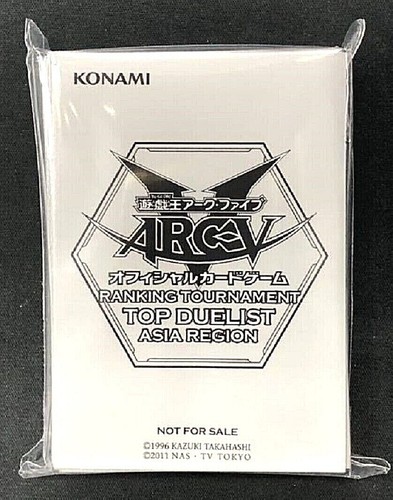 KONAMI
遊戯王アーク・ファイブ
ARC-V
オフィシャルカードゲーム
RANKING TOURNAMENT
TOP DUELIST
ASIA REGION
NOT FOR SALE
©1996 KAZUKI TAKAHASHI
©2011 NAS・TV TOKYO